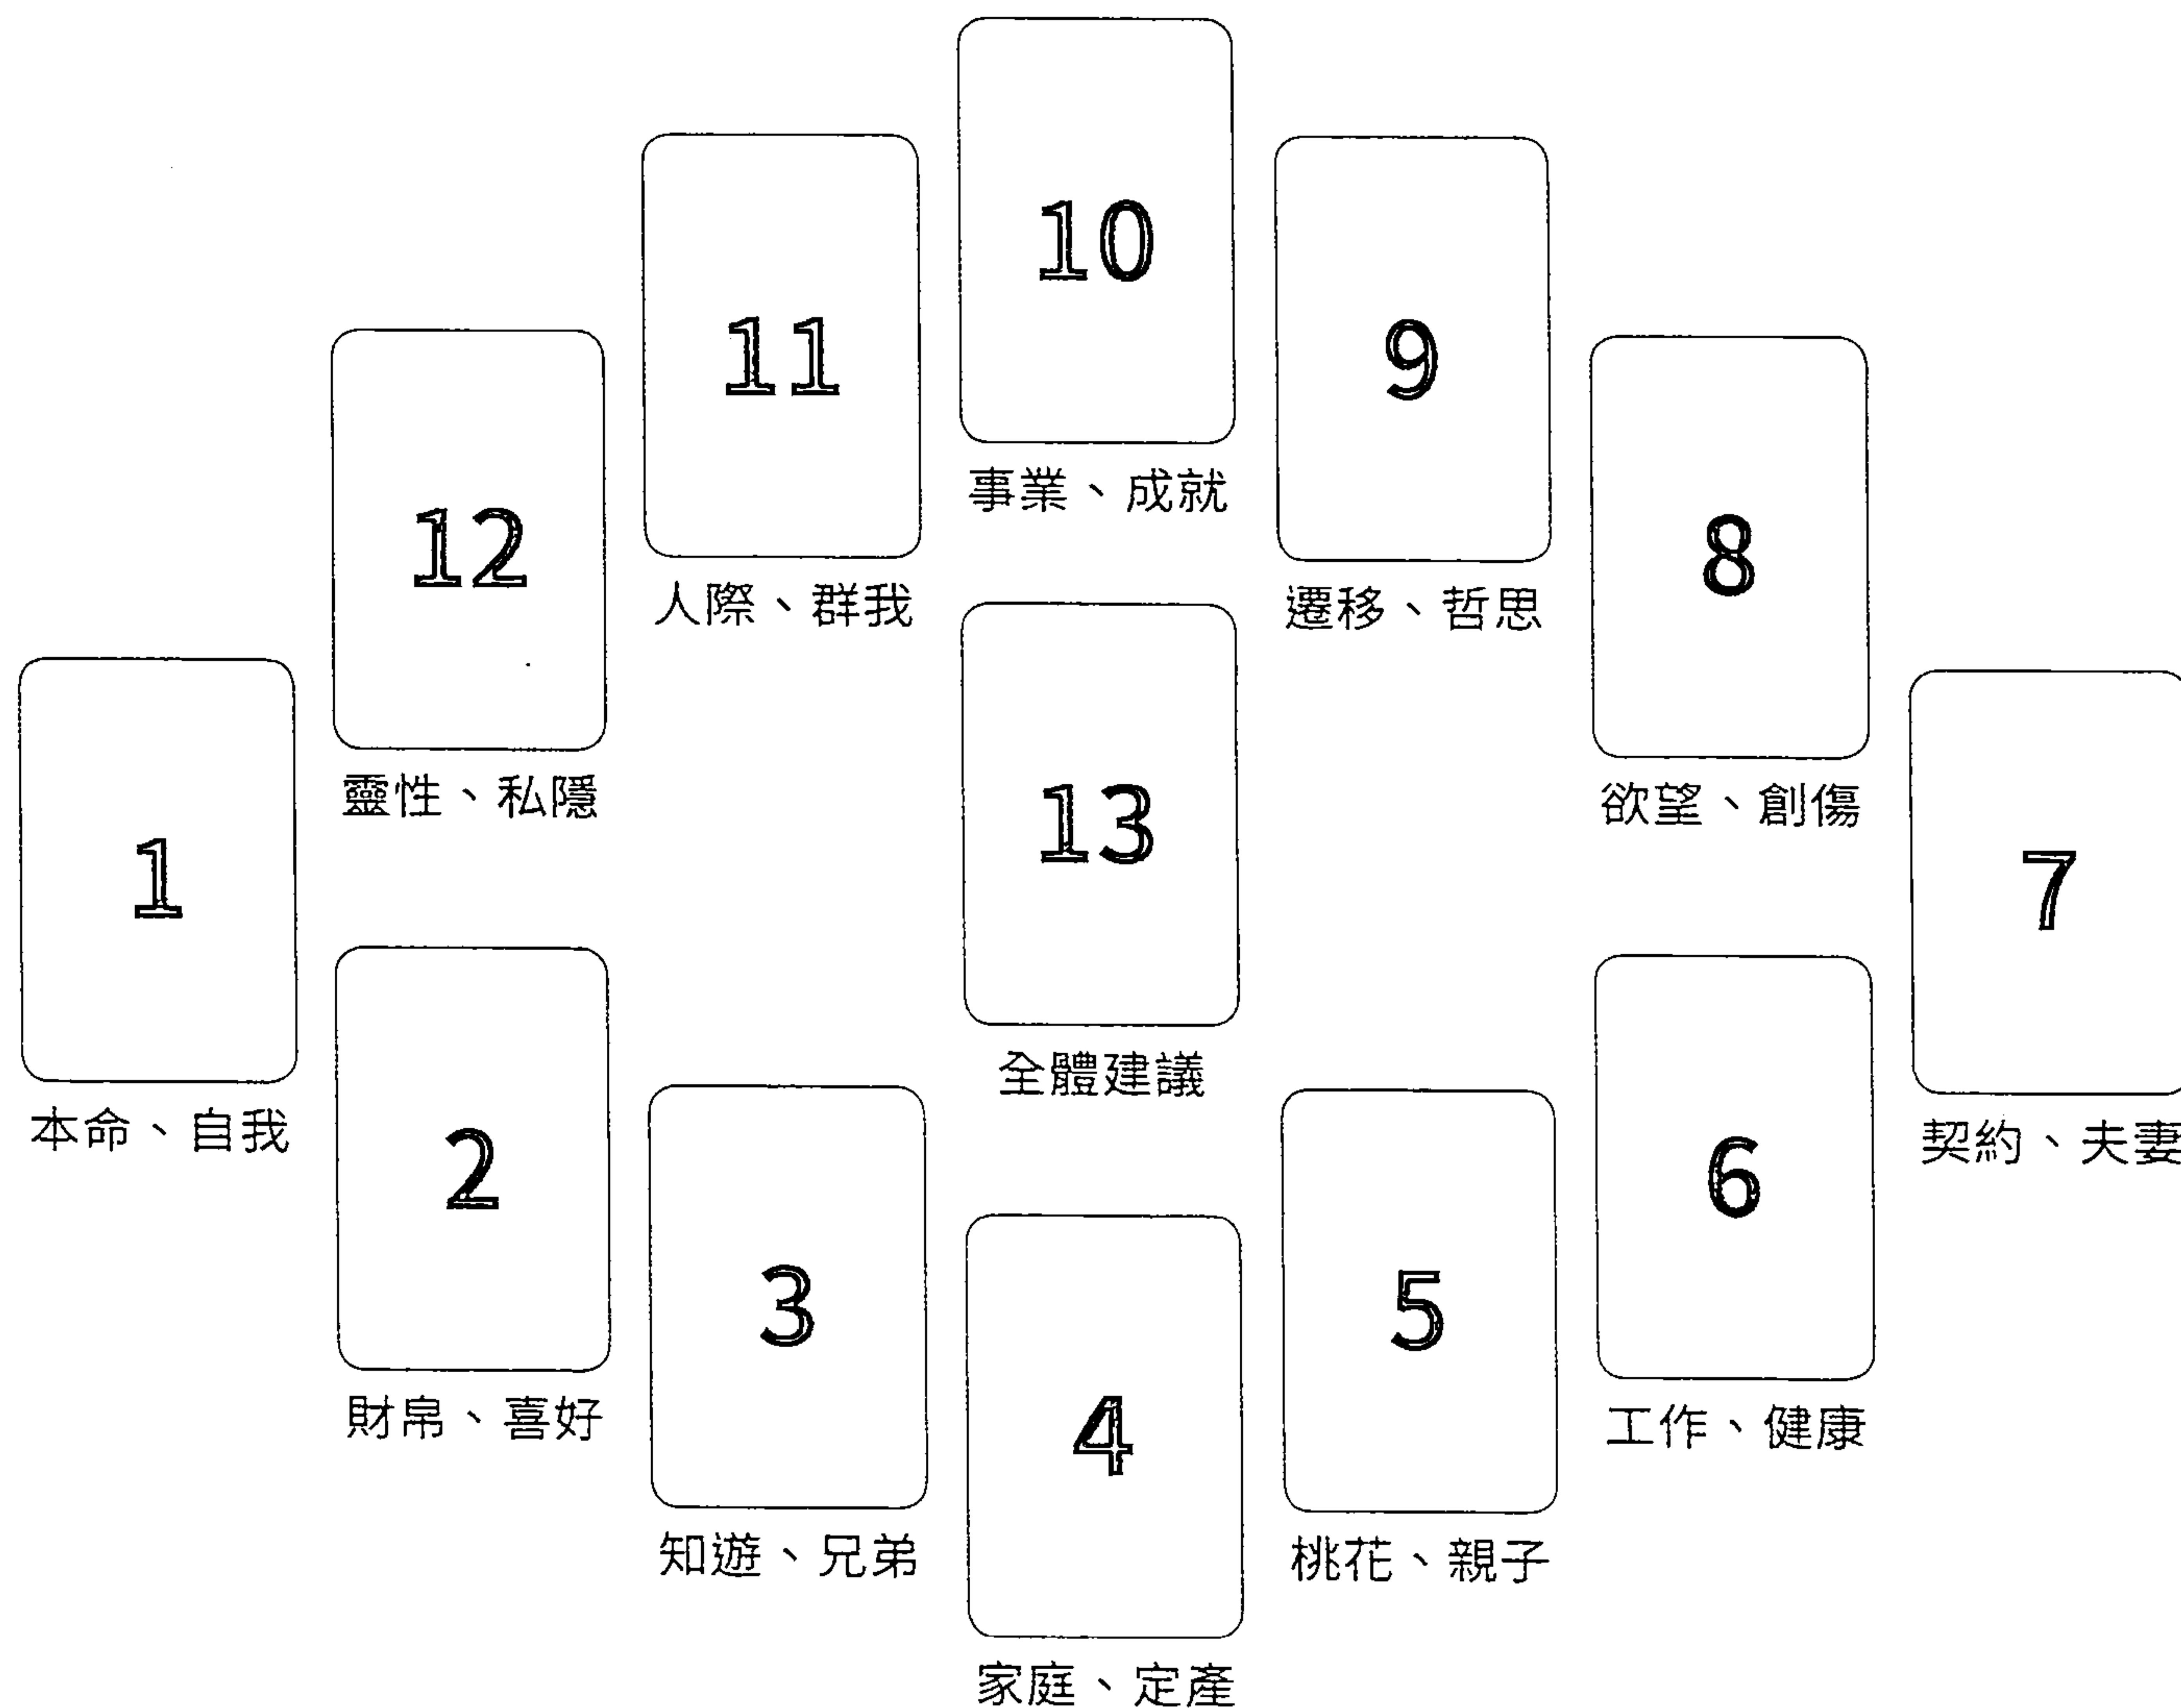 10
事業、成就
11
人際、群我
9
遷移、哲思
12
靈性、私隱
8
欲望、創傷
1
本命、自我
13
全體建議
7
契約、夫妻
2
財帛、喜好
6
工作、健康
3
知遊、兄弟
5
桃花、親子
4
家庭、定產